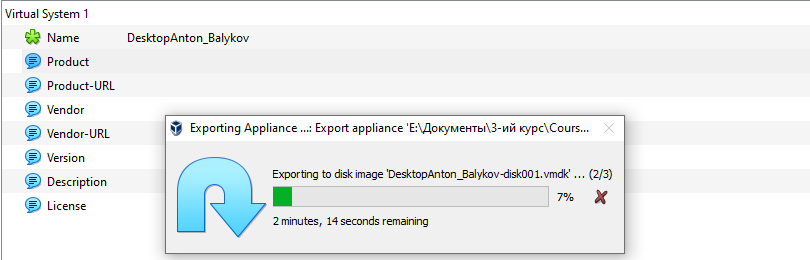 Virtual System 1
Name DesktopAnton_Balykov
Product
Product-URL
Vendor
Vendor-URL
Version
Description
License
Exporting Appliance ...: Export appliance 'E:\Документы\3-ий курс\Cours...
Exporting to disk image 'DesktopAnton_Balykov-disk001.vmdk' ... (2/3)
7%
2 minutes, 14 seconds remaining